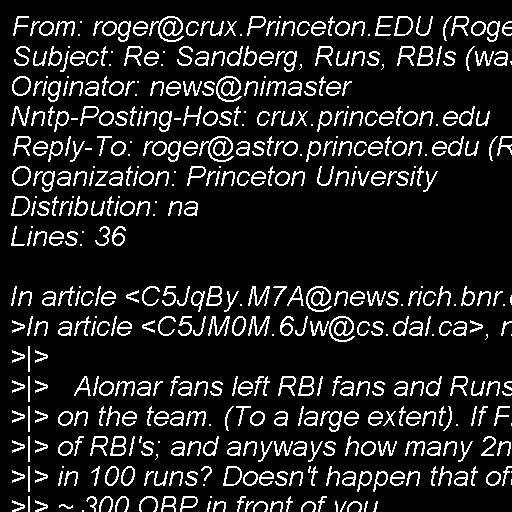 From: roger@crux.Princeton.EDU (Roge
Subject: Re: Sandberg, Runs, RBIs (was
Originator: news@nimaster
Nntp-Posting-Host: crux.princeton.edu
Reply-To: roger@astro.princeton.edu (R
Organization: Princeton University
Distribution: na
Lines: 36

In article <C5JqBy.M7A@news.rich.bnr.
>In article <C5JM0M.6Jw@cs.dal.ca>, n
>|>
>|>   Alomar fans left RBI fans and Runs
>|> on the team. (To a large extent). If F
>|> of RBI's; and anyways how many 2n
>|> in 100 runs? Doesn't happen that of
>|> ~ 300 OBP in front of you